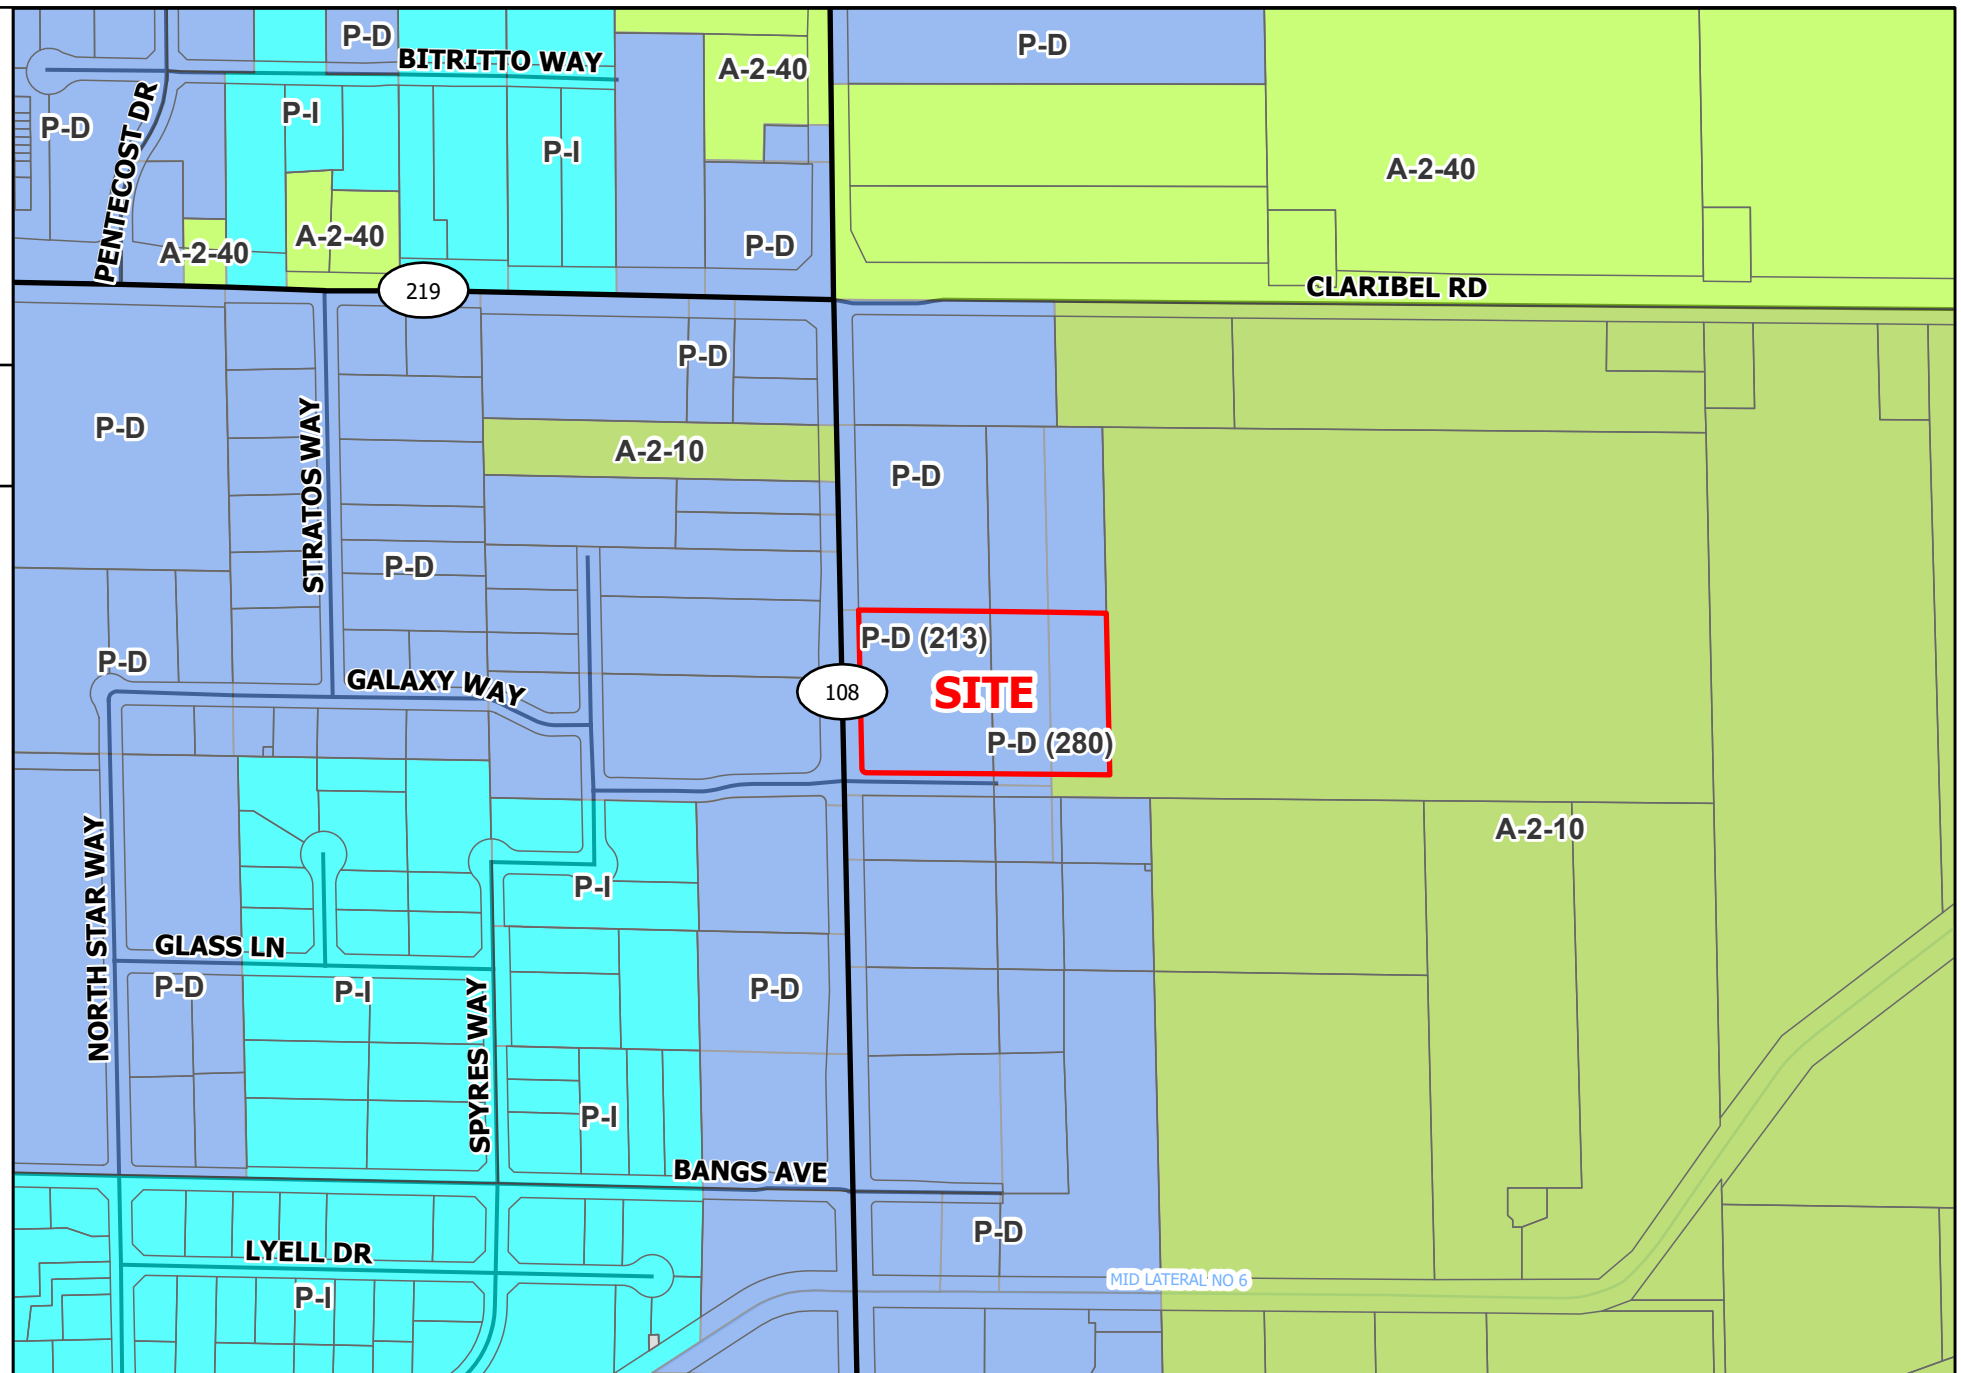 P-D
P-D
BITRITTO WAY
A-2-40
P-I
P-D
PENTECOST DR
P-I
A-2-40
P-D
A-2-40
A-2-40
219
CLARIBEL RD
P-D
P-D
STRATOS WAY
A-2-10
P-D
P-D
P-D (213)
P-D
GALAXY WAY
108
SITE
P-D (280)
A-2-10
NORTH STAR WAY
P-I
GLASS LN
P-D
P-I
SPYRES WAY
P-D
P-I
BANGS AVE
P-D
LYELL DR
MID LATERAL NO 6
P-I